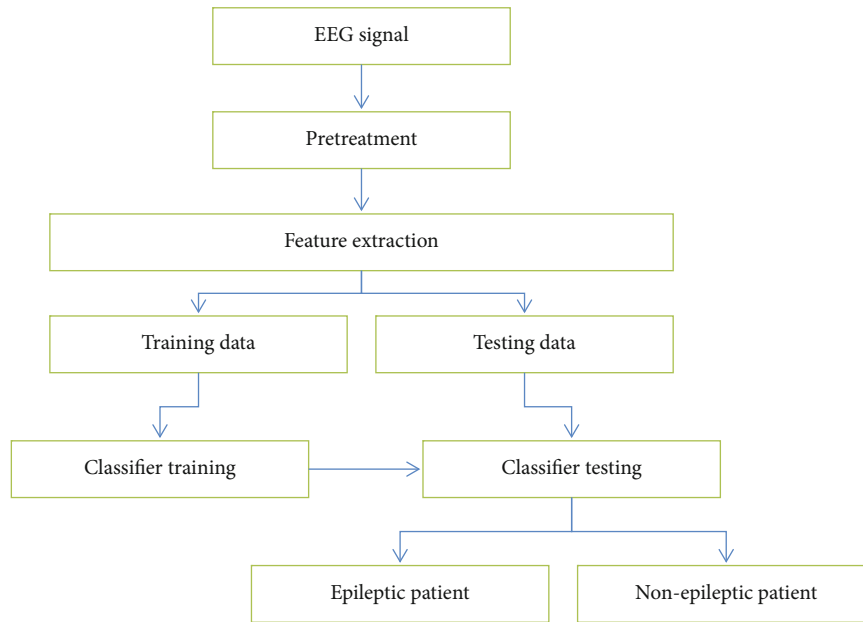 EEG signal
Pretreatment
Feature extraction
Training data
Testing data
Classifier training
Classifier testing
Epileptic patient
Non-epileptic patient